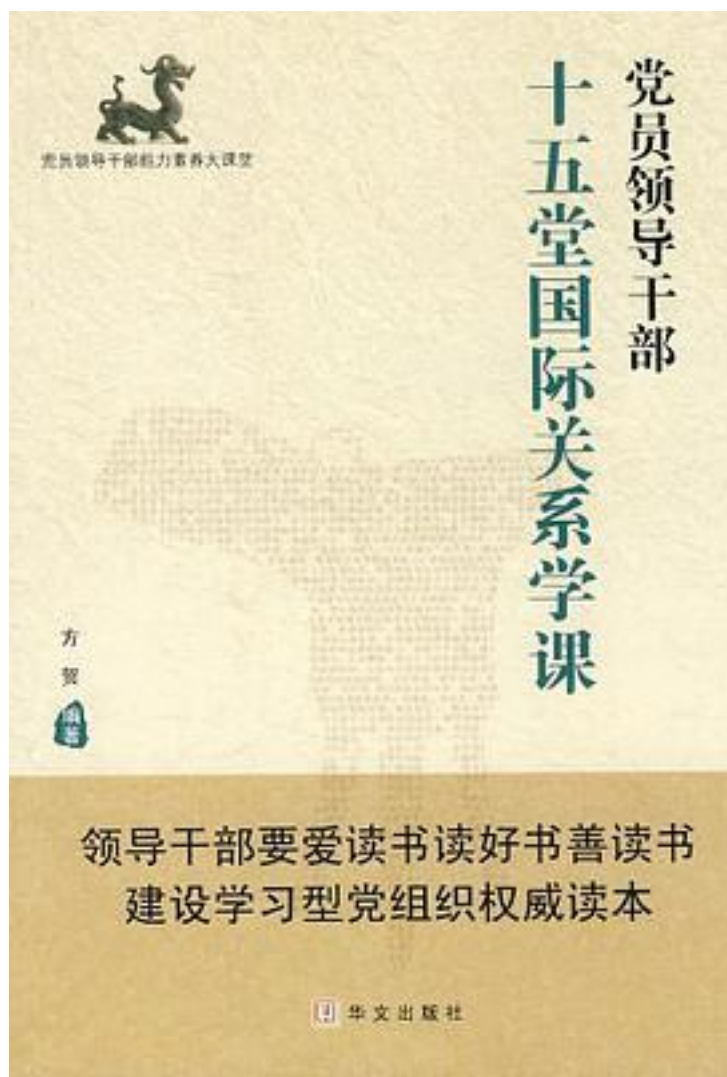 党员领导干部能力素养大课堂
党员领导干部
十五堂国际关系学课
方贺
编著
领导干部要爱读书读好书善读书
建设学习型党组织权威读本
华文出版社